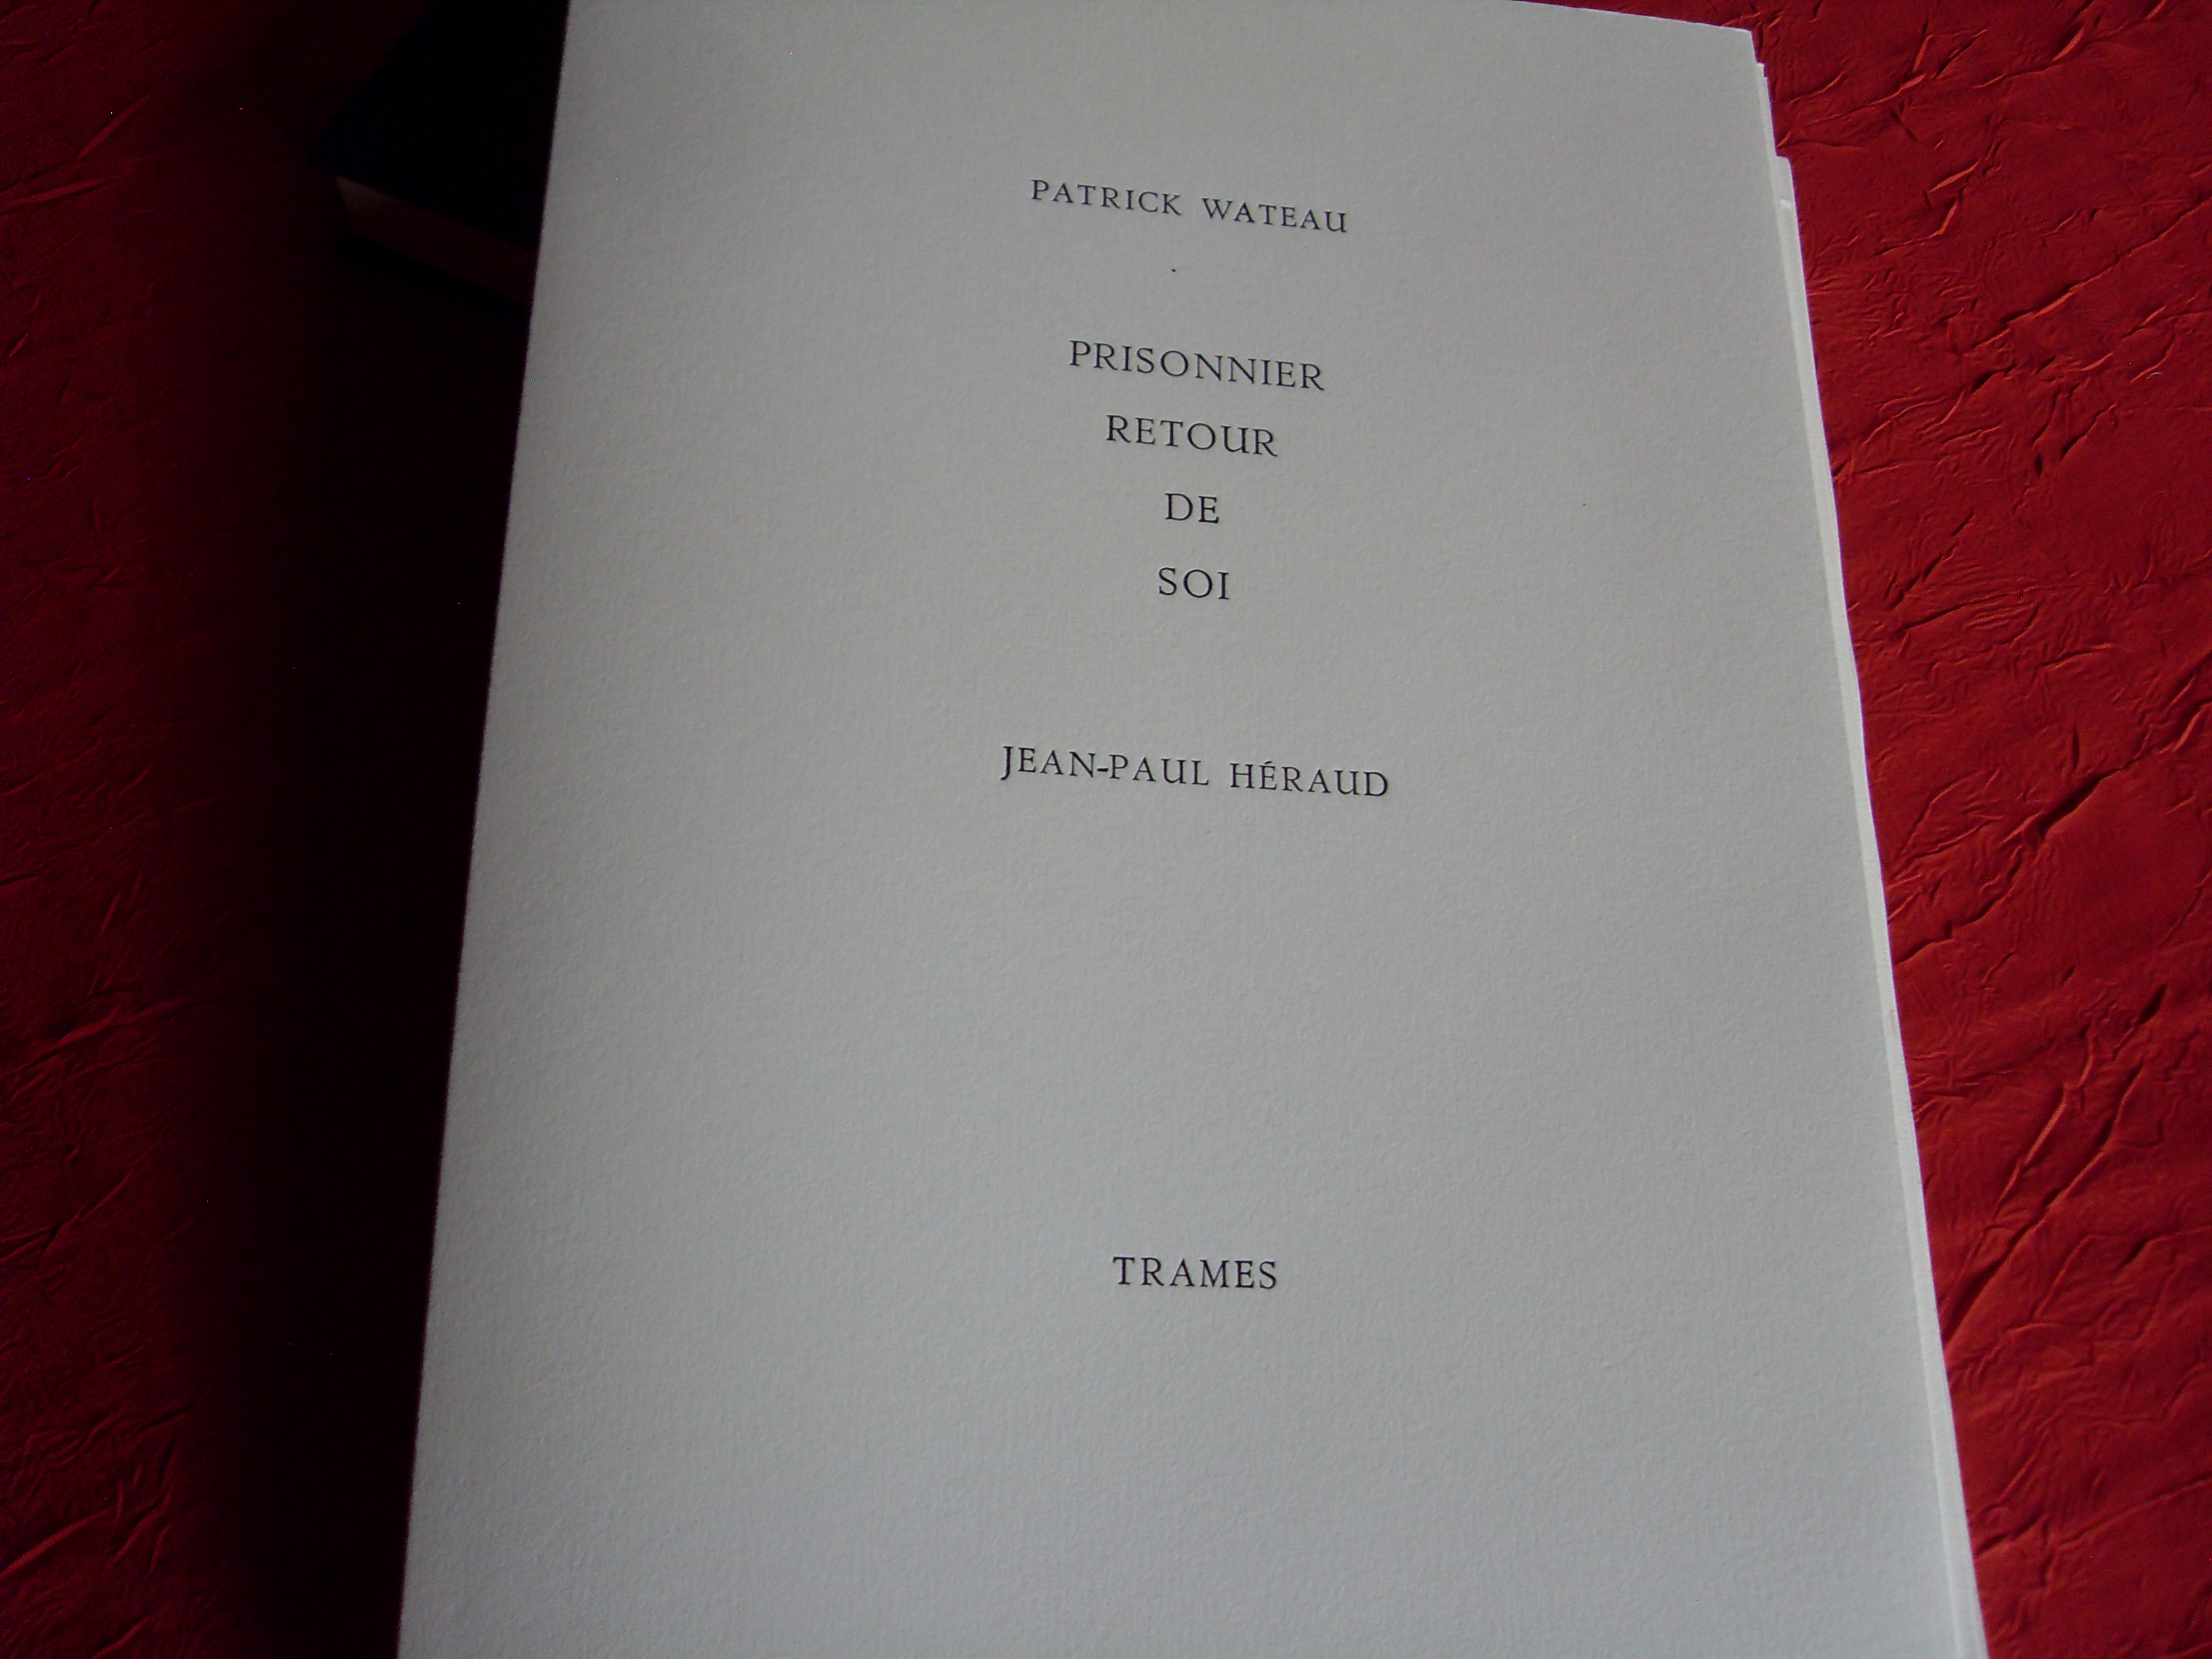 PATRICK WATEAU
PRISONNIER
RETOUR
DE
SOI
JEAN-PAUL HÉRAUD
TRAMES